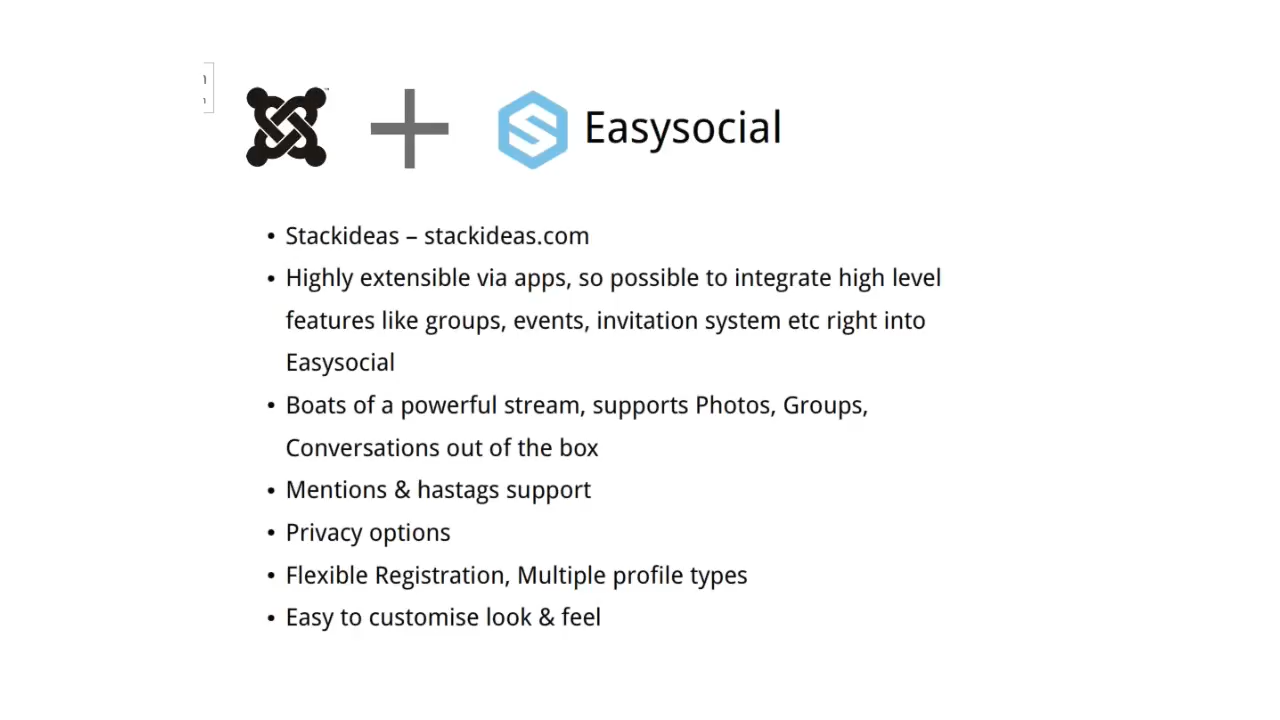 Easysocial
• Stackideas – stackideas.com
• Highly extensible via apps, so possible to integrate high level
features like groups, events, invitation system etc right into
Easysocial
• Boats of a powerful stream, supports Photos, Groups,
Conversations out of the box
• Mentions & hastags support
• Privacy options
• Flexible Registration, Multiple profile types
• Easy to customise look & feel